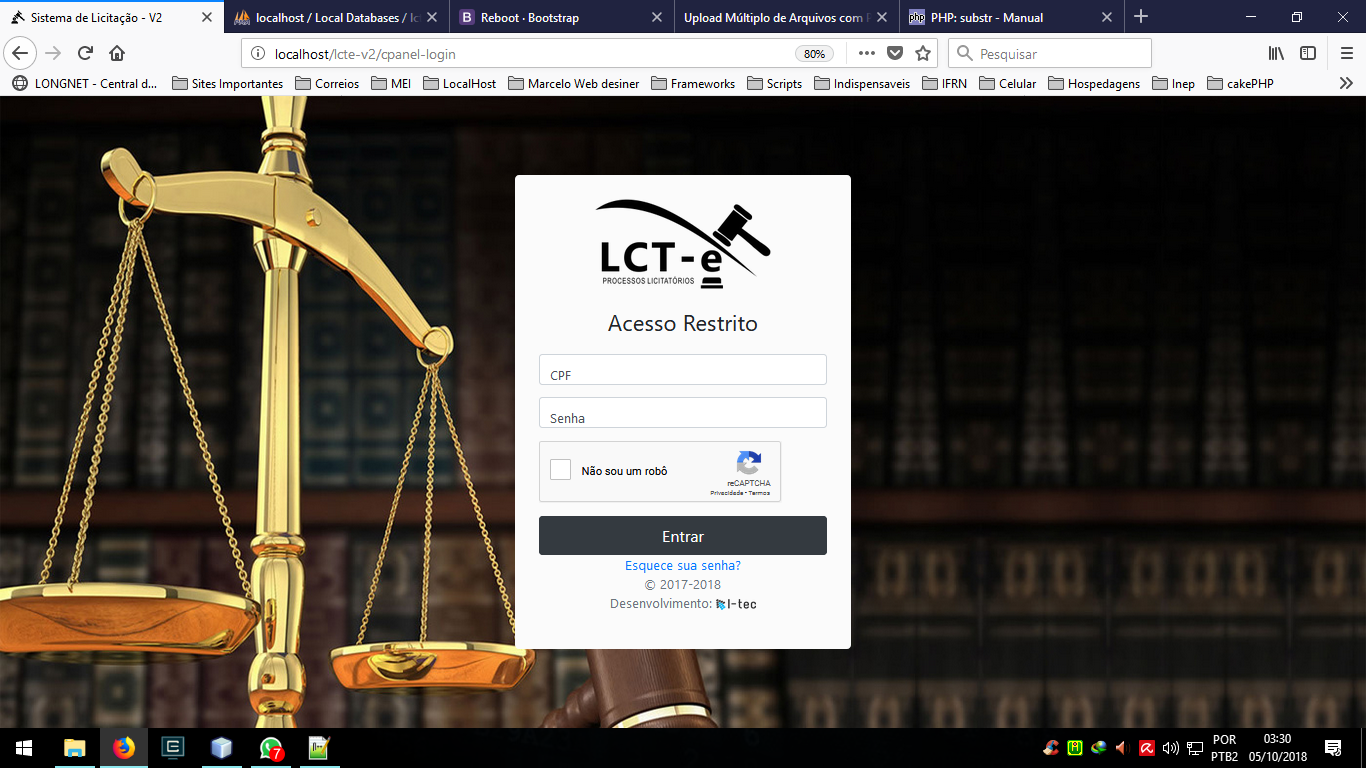 Sistema de Licitação - V2
localhost / Local Databases / lct
Reboot · Bootstrap
Upload Múltiplo de Arquivos com P
PHP: substr - Manual
localhost/lcte-v2/cpanel-login
80%
Pesquisar
LONGNET - Central d...
Sites Importantes
Correios
MEI
LocalHost
Marcelo Web desiner
Frameworks
Scripts
Indispensaveis
IFRN
Celular
Hospedagens
Inep
cakePHP
LCT-e
PROCESSOS LICITATÓRIOS
Acesso Restrito
CPF
Senha
Não sou um robô
reCAPTCHA
Privacidade • Termos
Entrar
Esquece sua senha?
© 2017-2018
Desenvolvimento: I-tec
7
POR
PTB2
03:30
05/10/2018